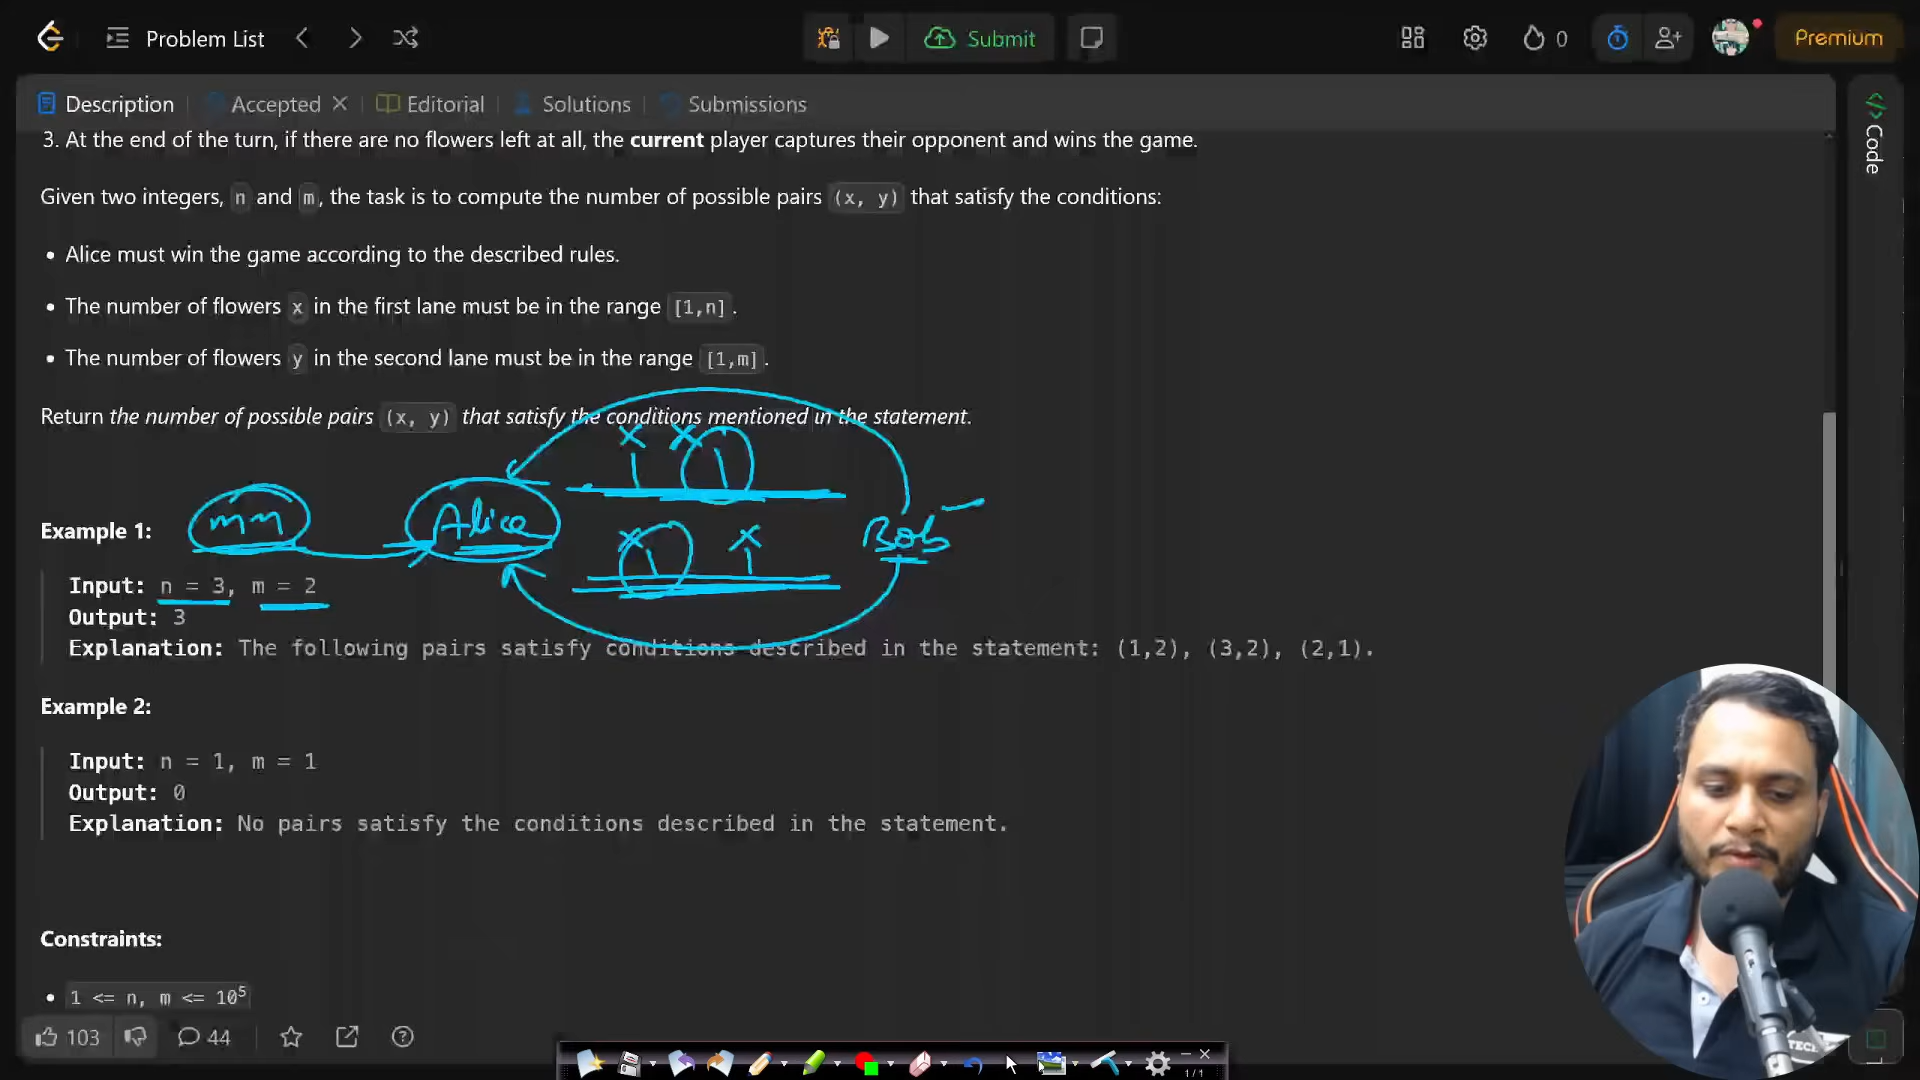 Problem List
Submit
0
Premium
Description
Accepted
Editorial
Solutions
Submissions
Code
3. At the end of the turn, if there are no flowers left at all, the current player captures their opponent and wins the game.
Given two integers, n and m, the task is to compute the number of possible pairs (x, y) that satisfy the conditions:
• Alice must win the game according to the described rules.
• The number of flowers x in the first lane must be in the range [1,n].
• The number of flowers y in the second lane must be in the range [1,m].
Return the number of possible pairs (x, y) that satisfy the conditions mentioned in the statement.
Alice
Bob
Example 1:
Input: n = 3, m = 2
Output: 3
Explanation: The following pairs satisfy conditions described in the statement: (1,2), (3,2), (2,1).
Example 2:
Input: n = 1, m = 1
Output: 0
Explanation: No pairs satisfy the conditions described in the statement.
Constraints:
• 1 <= n, m <= 10⁵
103
44
1/1